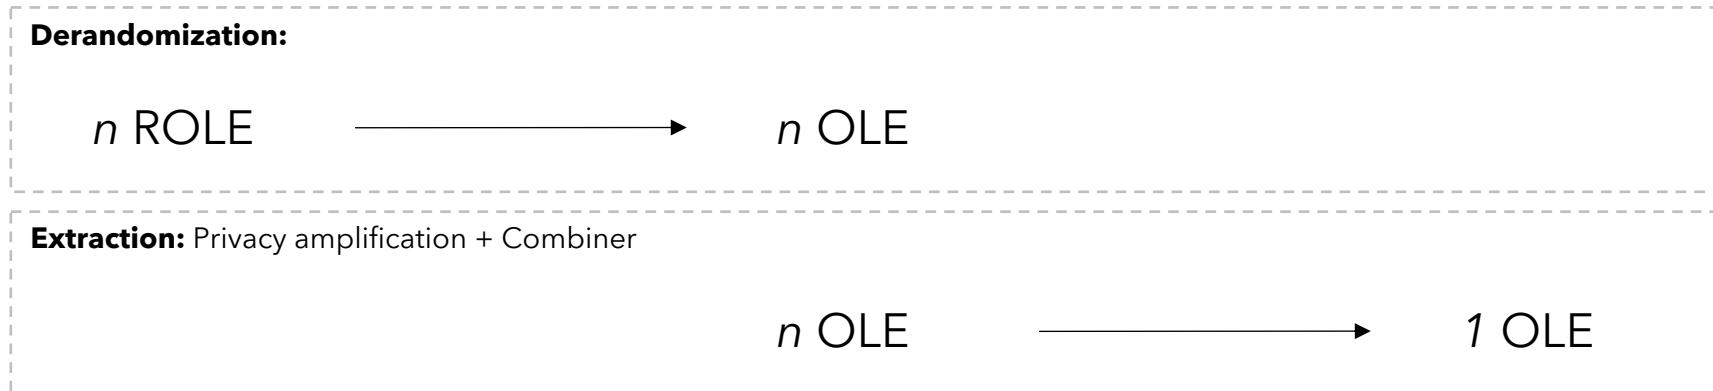 Derandomization:
n ROLE n OLE
Extraction: Privacy amplification + Combiner
n OLE 1 OLE